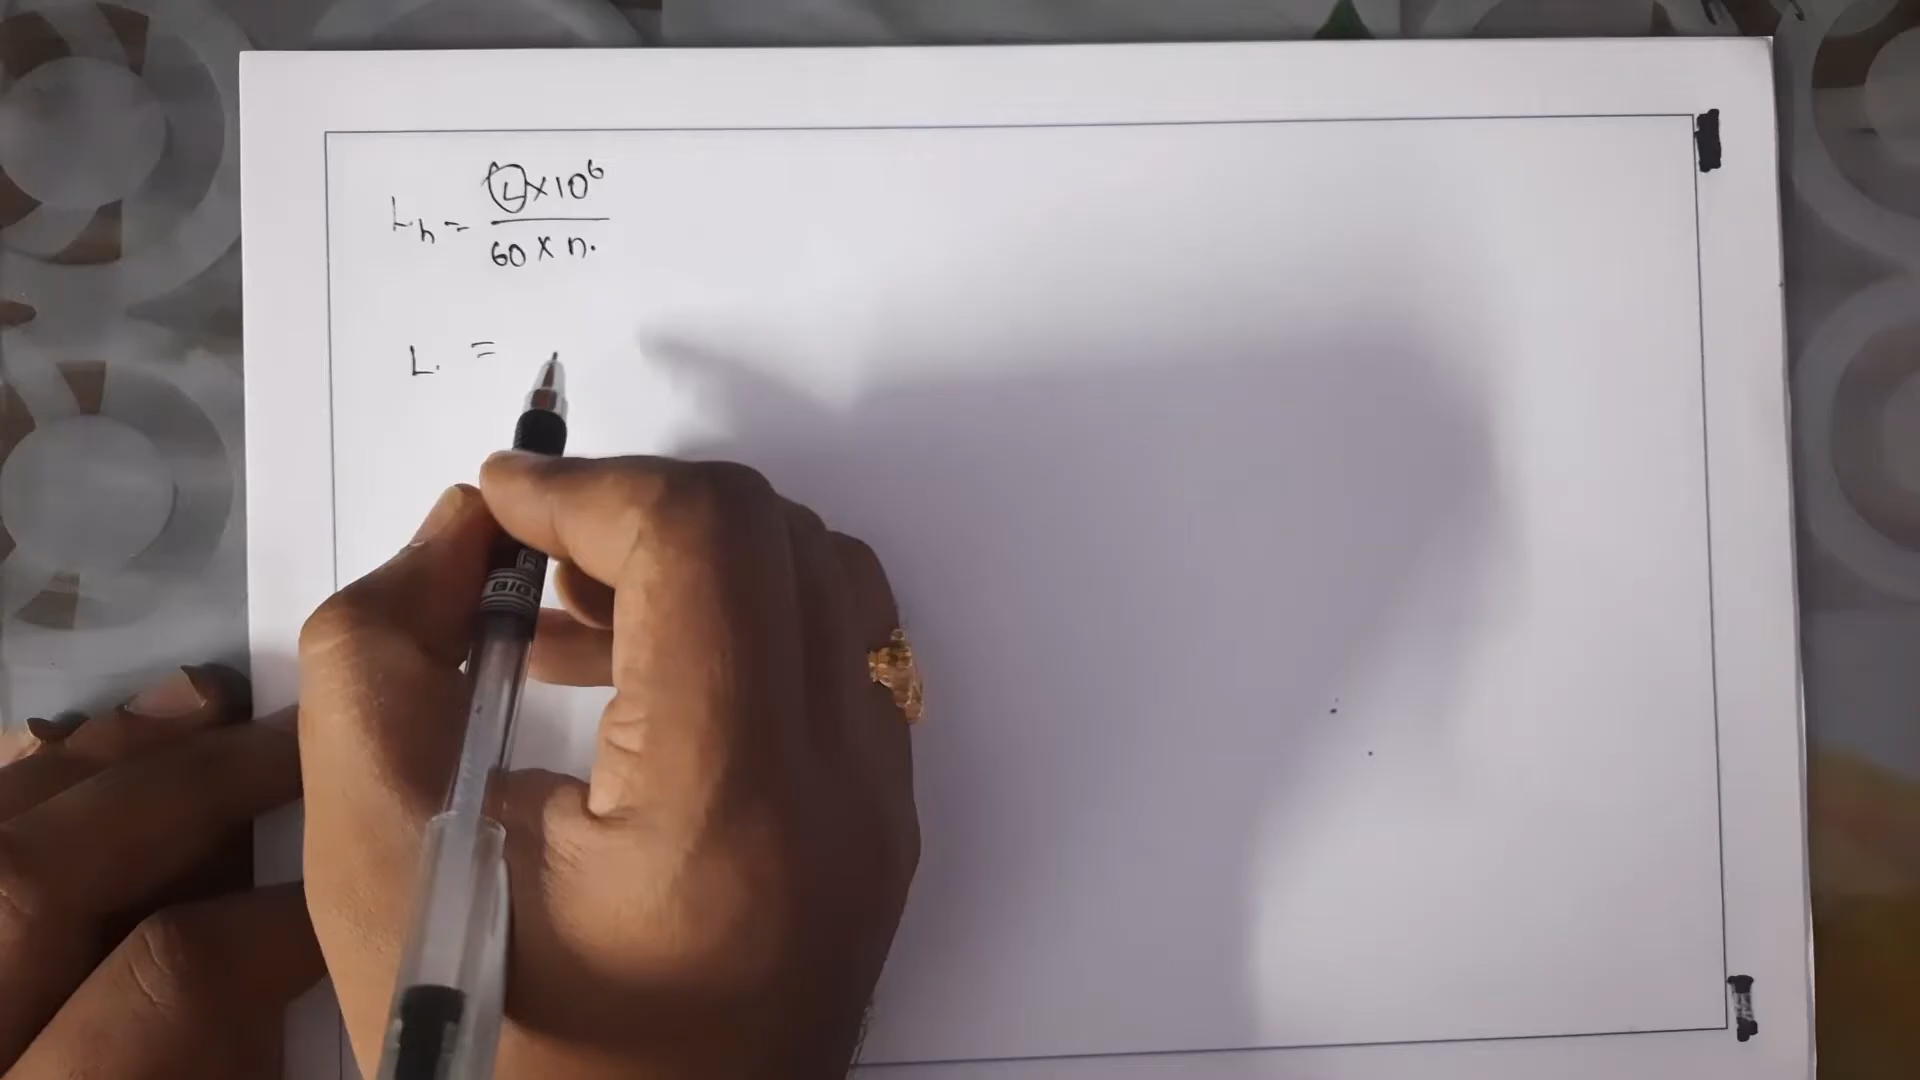 L × 10⁶
Lh = 
60 × n.
L. =